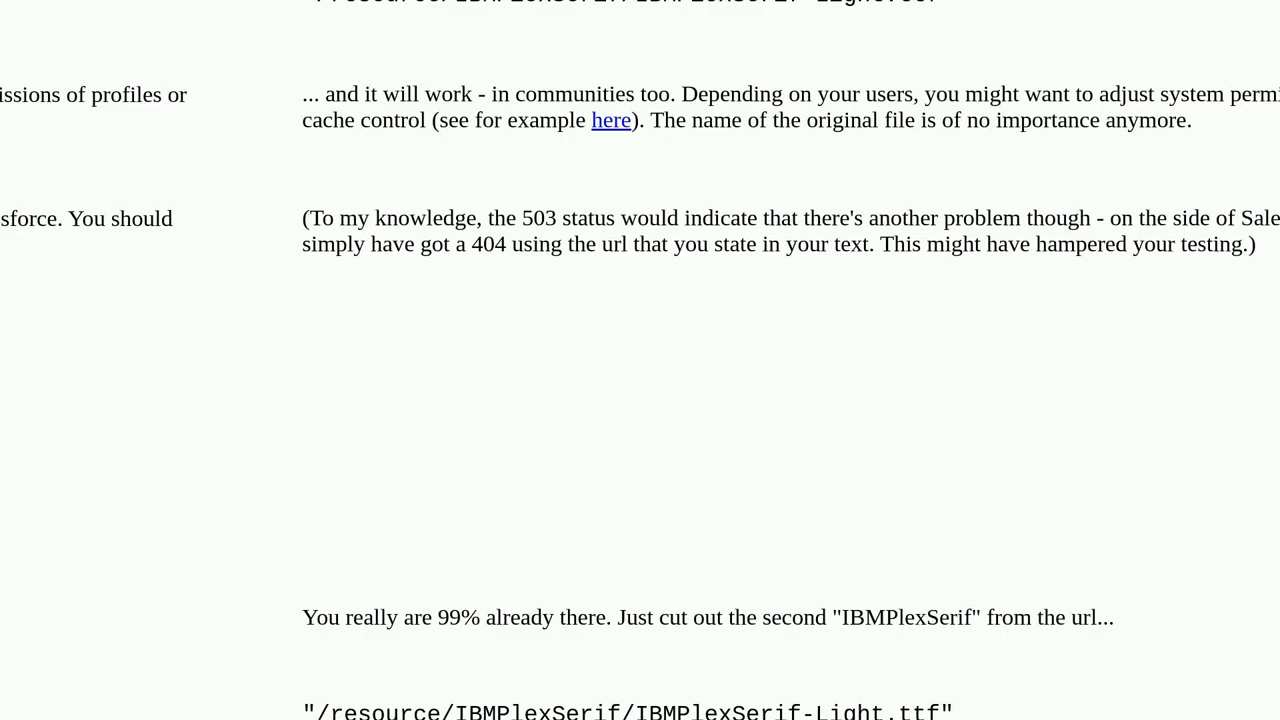 "/resource/IBMPlexSerif/IBMPlexSerif-Light.ttf"
issions of profiles or
... and it will work - in communities too. Depending on your users, you might want to adjust system permi
cache control (see for example here). The name of the original file is of no importance anymore.
sforce. You should
(To my knowledge, the 503 status would indicate that there's another problem though - on the side of Sale
simply have got a 404 using the url that you state in your text. This might have hampered your testing.)
You really are 99% already there. Just cut out the second "IBMPlexSerif" from the url...
"/resource/IBMPlexSerif/IBMPlexSerif-Light.ttf"